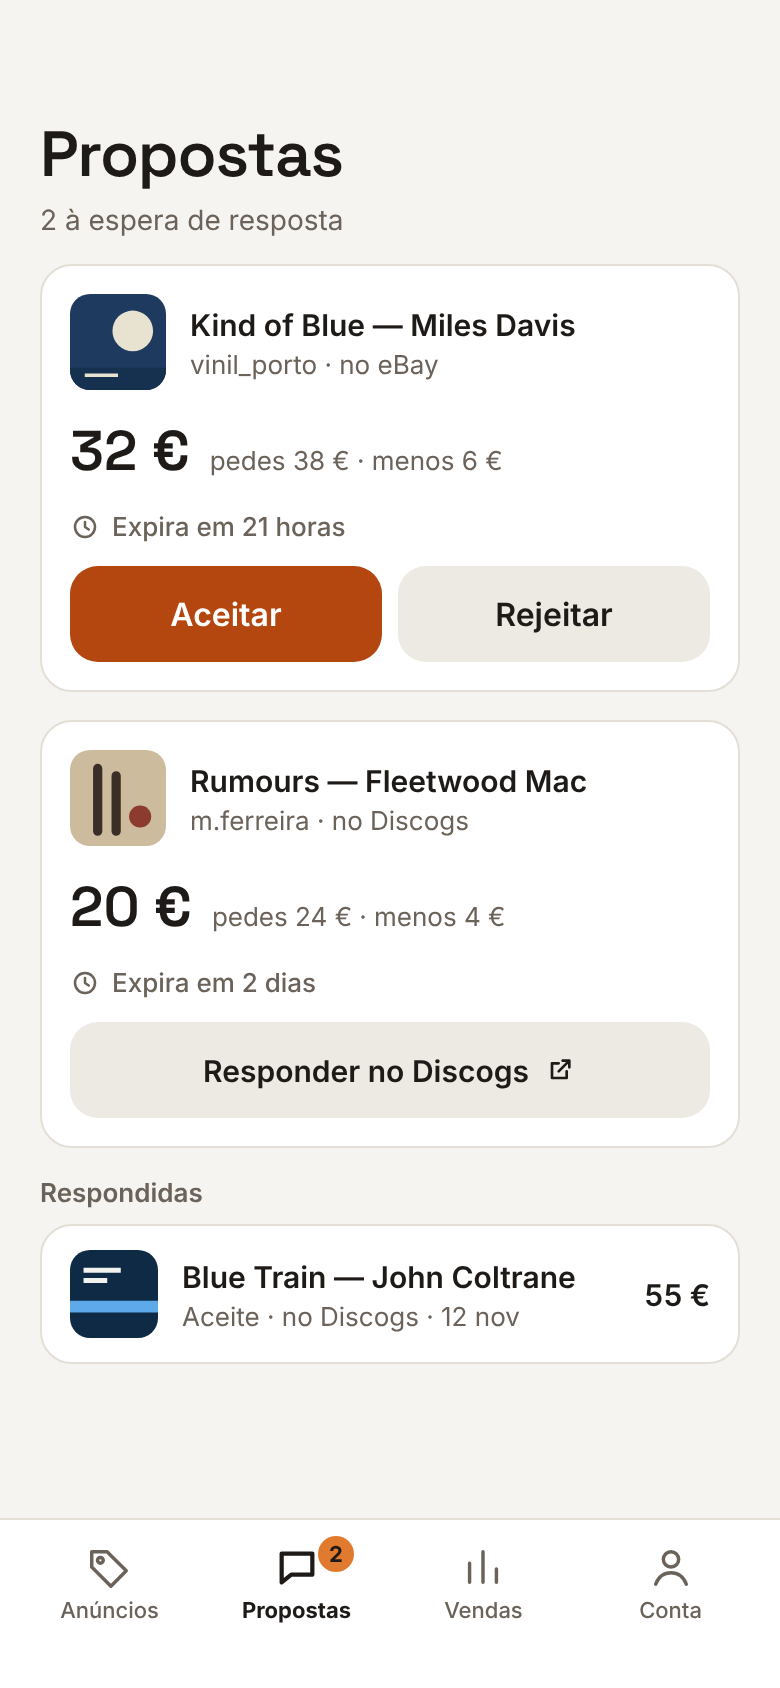 Propostas
2 à espera de resposta
Kind of Blue — Miles Davis
vinil_porto · no eBay
32 € pedes 38 € · menos 6 €
Expira em 21 horas
Aceitar Rejeitar
Rumours — Fleetwood Mac
m.ferreira · no Discogs
20 € pedes 24 € · menos 4 €
Expira em 2 dias
Responder no Discogs
Respondidas
Blue Train — John Coltrane
Aceite · no Discogs · 12 nov
55 €
2
Anúncios Propostas Vendas Conta